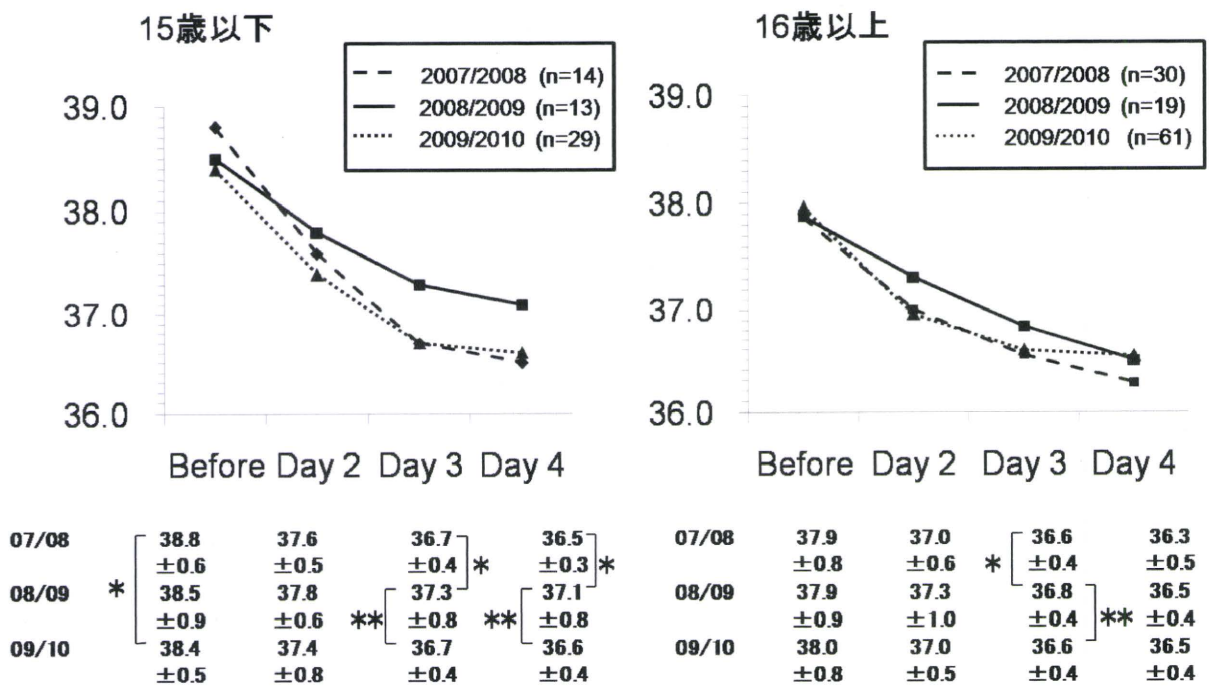 15歳以下
2007/2008 (n=14)
2008/2009 (n=13)
2009/2010 (n=29)
39.0
38.0
37.0
36.0
Before Day 2 Day 3 Day 4
07/08 38.8 37.6 36.7 36.5
±0.6 ±0.5 ±0.4 * ±0.3 *
08/09 * 38.5 37.8 37.3 37.1
±0.9 ±0.6 ** ±0.8 ** ±0.8
09/10 38.4 37.4 36.7 36.6
±0.5 ±0.8 ±0.4 ±0.4
16歳以上
2007/2008 (n=30)
2008/2009 (n=19)
2009/2010 (n=61)
39.0
38.0
37.0
36.0
Before Day 2 Day 3 Day 4
07/08 37.9 37.0 36.6 36.3
±0.8 ±0.6 * ±0.4 ±0.5
08/09 37.9 37.3 36.8 36.5
±0.9 ±1.0 ±0.4 ** ±0.4
09/10 38.0 37.0 36.6 36.5
±0.8 ±0.5 ±0.4 ±0.4